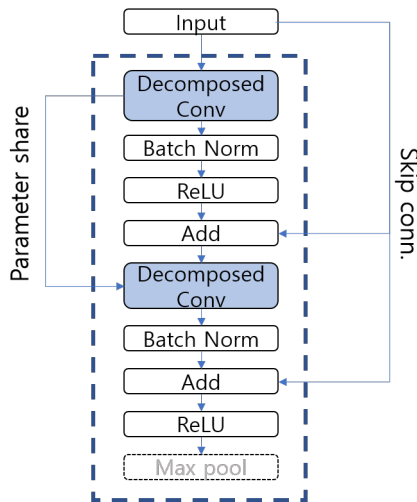 Input
Decomposed
Conv
Batch Norm
ReLU
Add
Decomposed
Conv
Batch Norm
Add
ReLU
Max pool
Parameter share
Skip conn.